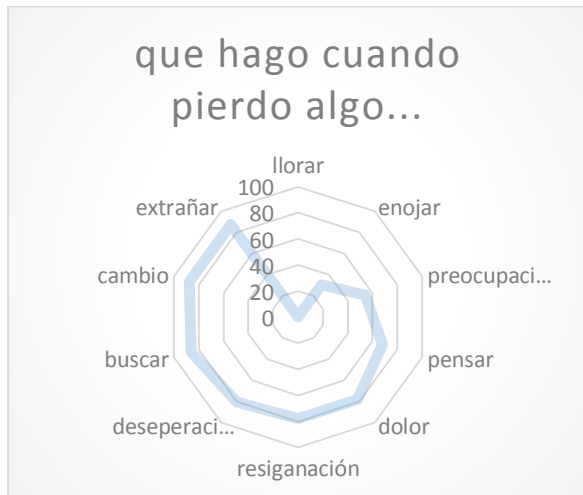 que hago cuando
pierdo algo...
llorar
enojar
preocupaci...
pensar
dolor
resiganación
deseperaci...
buscar
cambio
extrañar
100
80
60
40
20
0